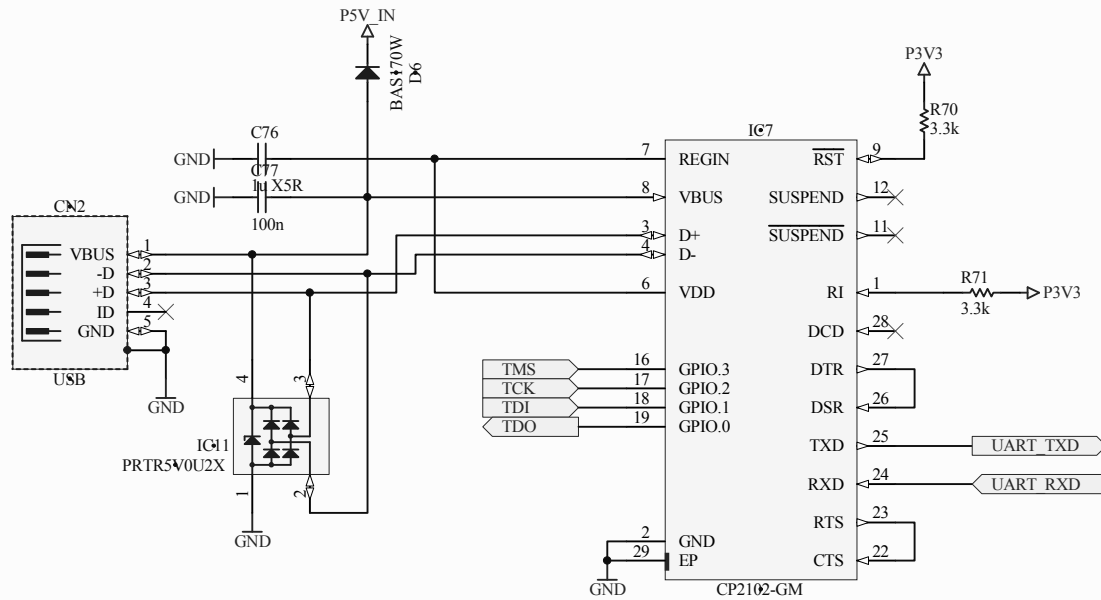 P5V_IN
BAS170W
D6
P3V3
R70
3.3k
C76
GND
C77
1u X5R
GND
100n
IC7
7 REGIN
RST 9
8 VBUS
SUSPEND 12
3 D+
SUSPEND 11
4 D-
6 VDD
RI 1
R71
3.3k
P3V3
DCD 28
CN2
VBUS 1
-D 2
+D 3
ID 4
GND 5
USB
GND
TMS 16 GPIO.3
TCK 17 GPIO.2
TDI 18 GPIO.1
TDO 19 GPIO.0
DTR 27
DSR 26
TXD 25 UART_TXD
RXD 24 UART_RXD
RTS 23
CTS 22
4
3
IC11
PRTR5V0U2X
1
2
GND
2 GND
29 EP
GND
CP2102-GM